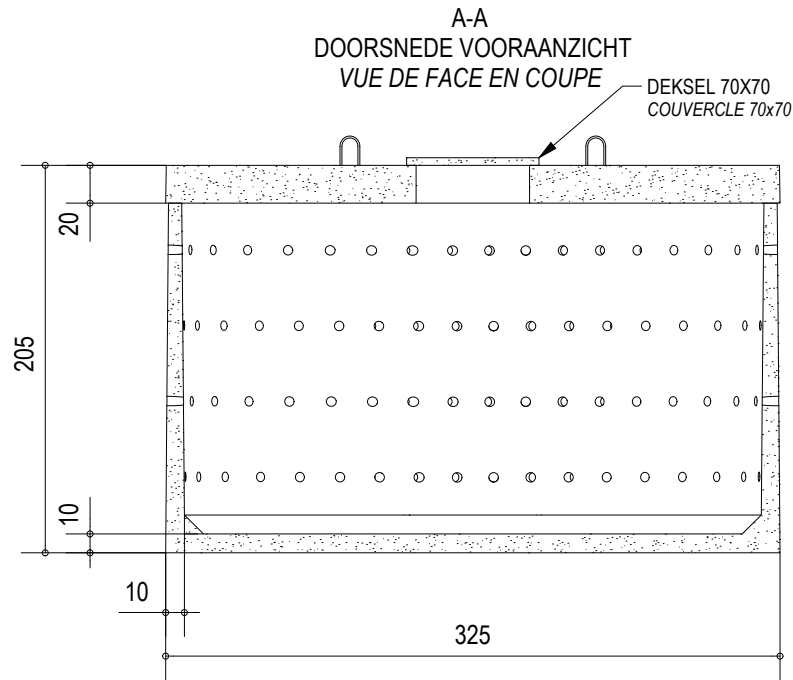 A-A
DOORSNEDE VOORAANZICHT
VUE DE FACE EN COUPE
DEKSEL 70X70
COUVERCLE 70x70
20
205
10
10
325